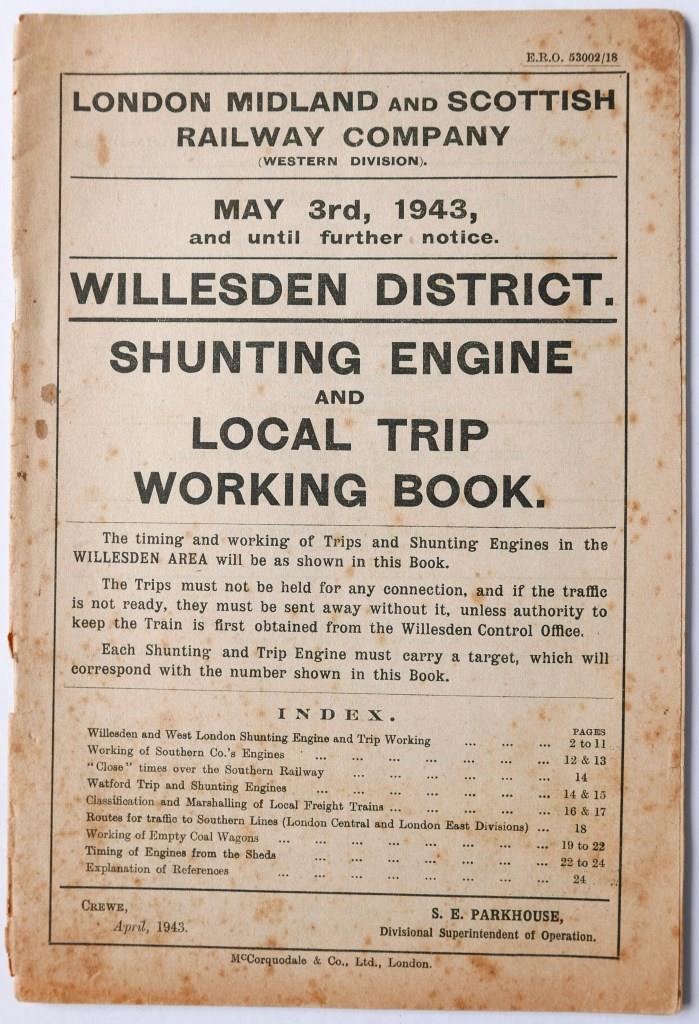 E.R.O. 53002/18
LONDON MIDLAND AND SCOTTISH
RAILWAY COMPANY
(WESTERN DIVISION).
MAY 3rd, 1943,
and until further notice.
WILLESDEN DISTRICT.
SHUNTING ENGINE
AND
LOCAL TRIP
WORKING BOOK.
The timing and working of Trips and Shunting Engines in the
WILLESDEN AREA will be as shown in this Book.
The Trips must not be held for any connection, and if the traffic
is not ready, they must be sent away without it, unless authority to
keep the Train is first obtained from the Willesden Control Office.
Each Shunting and Trip Engine must carry a target, which will
correspond with the number shown in this Book.
INDEX.
PAGES
Willesden and West London Shunting Engine and Trip Working ... ... ... 2 to 11
Working of Southern Co.'s Engines ... ... ... ... ... ... ... 12 & 13
"Close" times over the Southern Railway ... ... ... ... ... 14
Watford Trip and Shunting Engines ... ... ... ... ... ... ... 14 & 15
Classification and Marshalling of Local Freight Trains ... ... ... ... ... 16 & 17
Routes for traffic to Southern Lines (London Central and London East Divisions) ... 18
Working of Empty Coal Wagons ... ... ... ... ... ... ... ... 19 to 22
Timing of Engines from the Sheds ... ... ... ... ... ... ... 22 to 24
Explanation of References ... ... ... ... ... ... ... ... 24
CREWE,
April, 1943.
S. E. PARKHOUSE,
Divisional Superintendent of Operation.
McCorquodale & Co., Ltd., London.